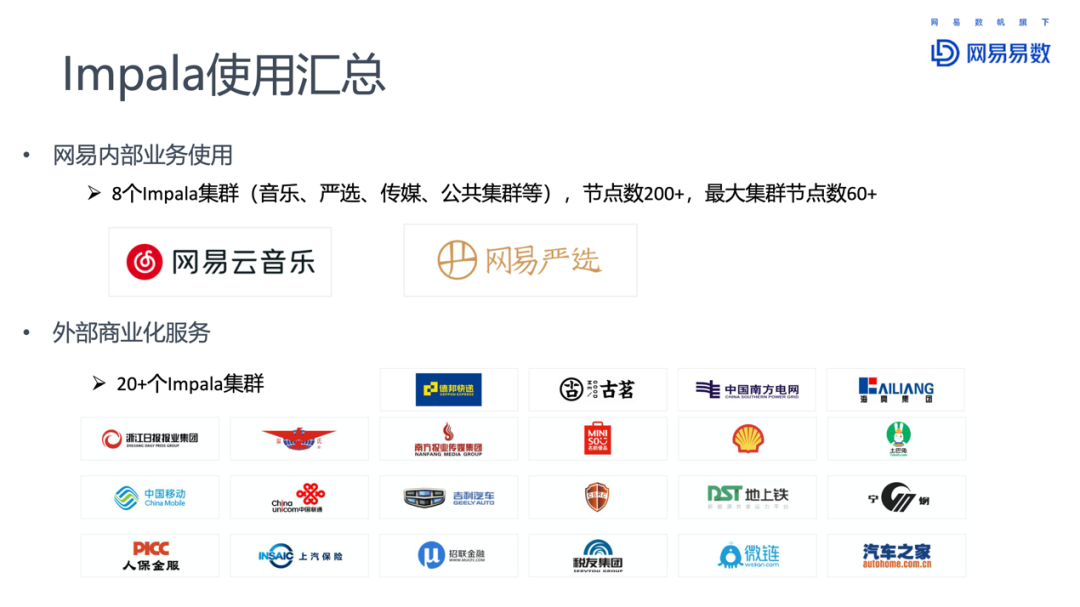 网易数帆旗下
网易易数
Impala使用汇总
• 网易内部业务使用
➢ 8个Impala集群（音乐、严选、传媒、公共集群等），节点数200+，最大集群节点数60+
网易云音乐
网易严选
• 外部商业化服务
➢ 20+个Impala集群
德邦快递
古茗
GOOD ME
中国南方电网
CHINA SOUTHERN POWER GRID
HAILIANG
海亮集团
浙江日报报业集团
ZHEJIANG DAILY PRESS GROUP
南方报业传媒集团
NANFANG MEDIA GROUP
MINI
SO
名创优品
土巴兔
中国移动
China Mobile
China
unicom中国联通
吉利汽车
GEELY AUTO
DST 地上铁
PICC
人保金服
INSAIC 上汽保险
招联金融
税友集团
SERVYOU GROUP
微链
welian.com
汽车之家
autohome.com.cn